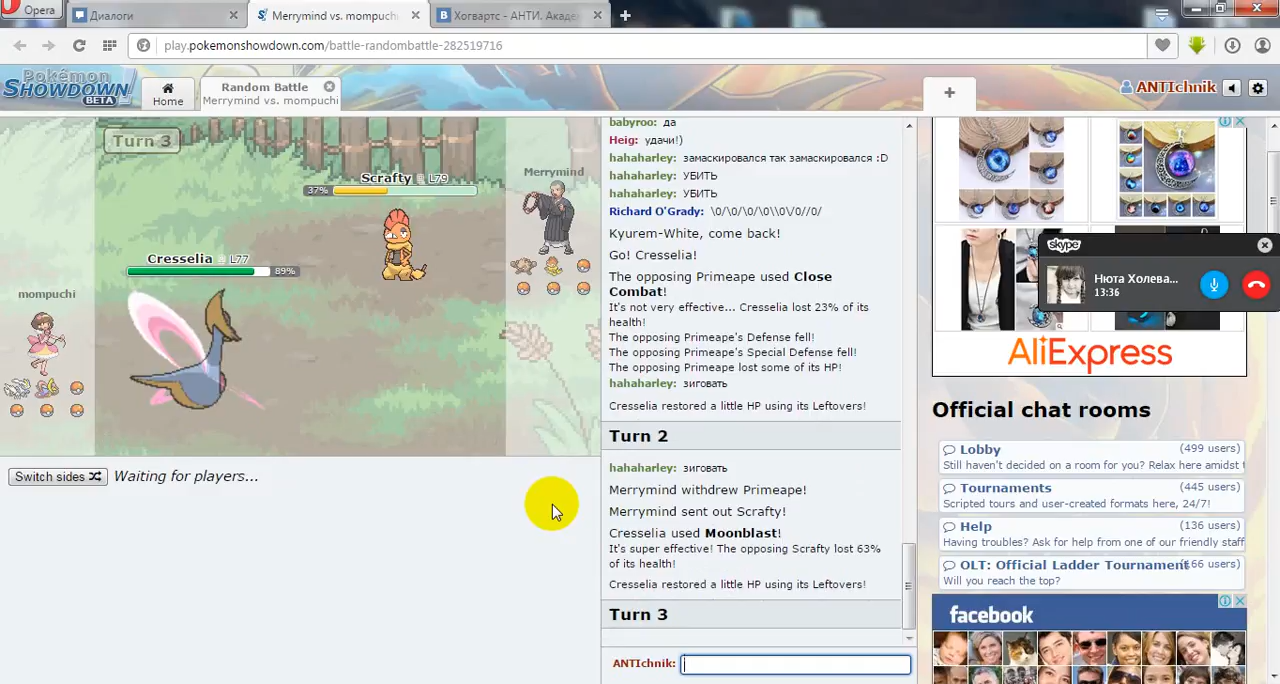 Opera
Диалоги
Merrymind vs. mompuchi
Хогвартс - АНТИ. Акаде
play.pokemonshowdown.com/battle-randombattle-282519716
Pokémon
SHOWDOWN
BETA
Home
Random Battle
Merrymind vs. mompuchi
+
ANTIchnik
Turn 3
Scrafty L79
37%
Merrymind
Cresselia L77
89%
mompuchi
Switch sides
Waiting for players...
babyroo: да
Heig: удачи!)
hahaharley: замаскировался так замаскировался :D
hahaharley: УБИТЬ
hahaharley: УБИТЬ
Richard O'Grady: \0/\0/\0/\0\\0\/0//0/
Kyurem-White, come back!
Go! Cresselia!
The opposing Primeape used Close
Combat!
It's not very effective... Cresselia lost 23% of its
health!
The opposing Primeape's Defense fell!
The opposing Primeape's Special Defense fell!
The opposing Primeape lost some of its HP!
hahaharley: зиговать
Cresselia restored a little HP using its Leftovers!
Turn 2
hahaharley: зиговать
Merrymind withdrew Primeape!
Merrymind sent out Scrafty!
Cresselia used Moonblast!
It's super effective! The opposing Scrafty lost 63%
of its health!
Cresselia restored a little HP using its Leftovers!
Turn 3
ANTIchnik:
skype
Нюта Холева...
13:36
AliExpress
Official chat rooms
Lobby (499 users)
Still haven't decided on a room for you? Relax here amidst t
Tournaments (445 users)
Scripted tours and user-created formats here, 24/7!
Help (136 users)
Having troubles? Ask for help from one of our friendly staff
OLT: Official Ladder Tournament (166 users)
Will you reach the top?
facebook